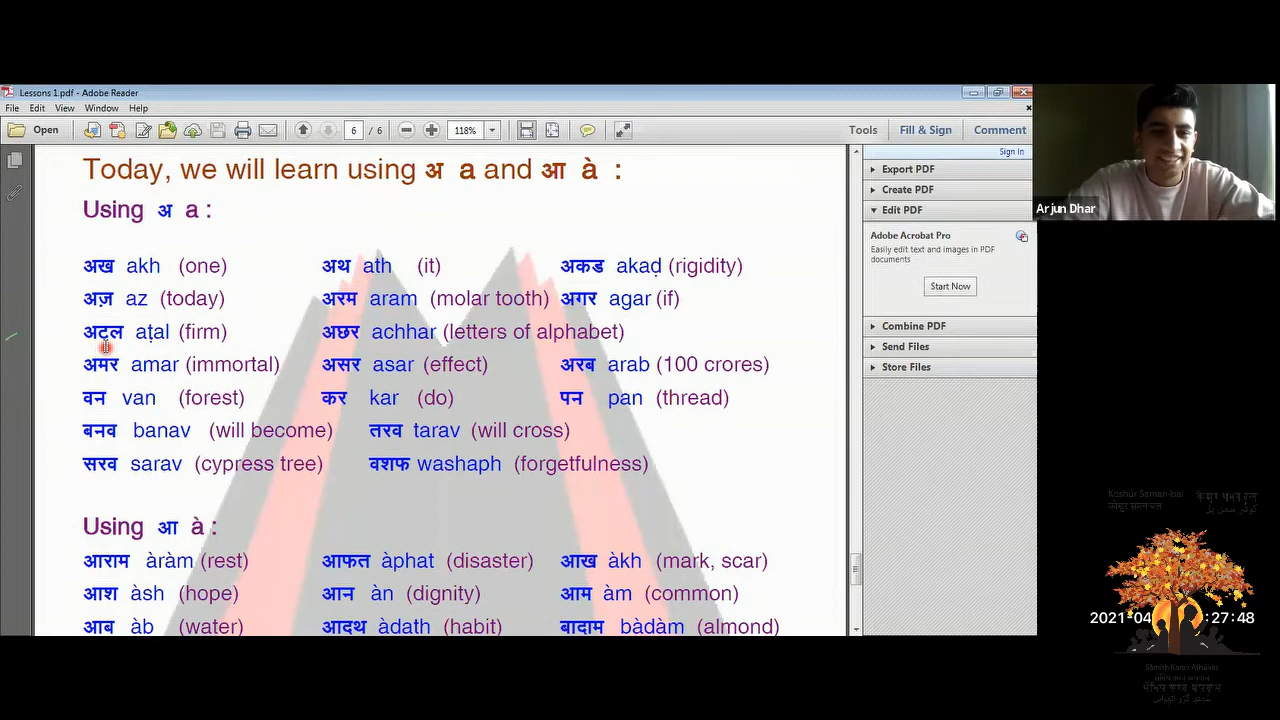 Lessons 1.pdf - Adobe Reader
File Edit View Window Help
Open 6 / 6 118% Tools Fill & Sign Comment
Sign In
Export PDF
Create PDF
Edit PDF
Adobe Acrobat Pro
Easily edit text and images in PDF
documents
Start Now
Combine PDF
Send Files
Store Files
Today, we will learn using अ a and आ à :
Using अ a :
अख akh (one) अथ ath (it) अकड akaḍ (rigidity)
अज़ az (today) अरम aram (molar tooth) अगर agar (if)
अटल aṭal (firm) अछर achhar (letters of alphabet)
अमर amar (immortal) असर asar (effect) अरब arab (100 crores)
वन van (forest) कर kar (do) पन pan (thread)
बनव banav (will become) तरव tarav (will cross)
सरव sarav (cypress tree) वशफ washaph (forgetfulness)
Using आ à :
आराम àràm (rest) आफत àphat (disaster) आख àkh (mark, scar)
आश àsh (hope) आन àn (dignity) आम àm (common)
आब àb (water) आदथ àdath (habit) बादाम bàdàm (almond)
Arjun Dhar
Koshur Saman-bal
2021-04 :27:48